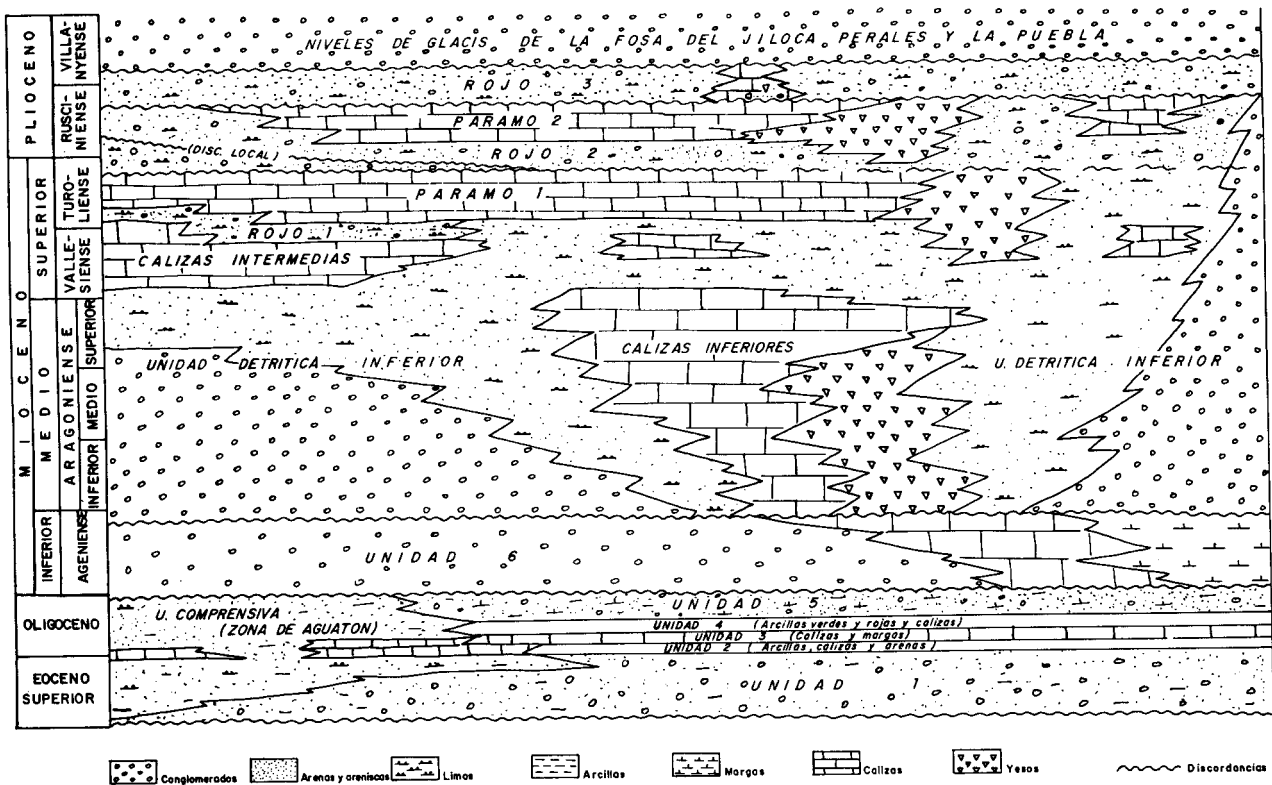 PLIOCENO
VILLA-
NYENSE
RUSCI-
NIENSE
MIOCENO
SUPERIOR
TURO-
LIENSE
VALLE-
SIENSE
MEDIO
ARAGONIENSE
SUPERIOR
MEDIO
INFERIOR
INFERIOR
AGENIENSE
OLIGOCENO
EOCENO
SUPERIOR
NIVELES DE GLACIS DE LA FOSA DEL JILOCA, PERALES Y LA PUEBLA
ROJO 3
PARAMO 2
(DISC. LOCAL)
ROJO 2
PARAMO 1
ROJO 1
CALIZAS INTERMEDIAS
CALIZAS INFERIORES
UNIDAD DETRITICA INFERIOR
U. DETRITICA INFERIOR
UNIDAD 6
U. COMPRENSIVA
(ZONA DE AGUATON)
UNIDAD 5
UNIDAD 4 (Arcillas verdes y rojas y calizas)
UNIDAD 3 (Calizas y margas)
UNIDAD 2 (Arcillas, calizas y arenas)
UNIDAD 1
Conglomerados
Arenas y areniscas
Limos
Arcillas
Margas
Calizas
Yesos
Discordancias